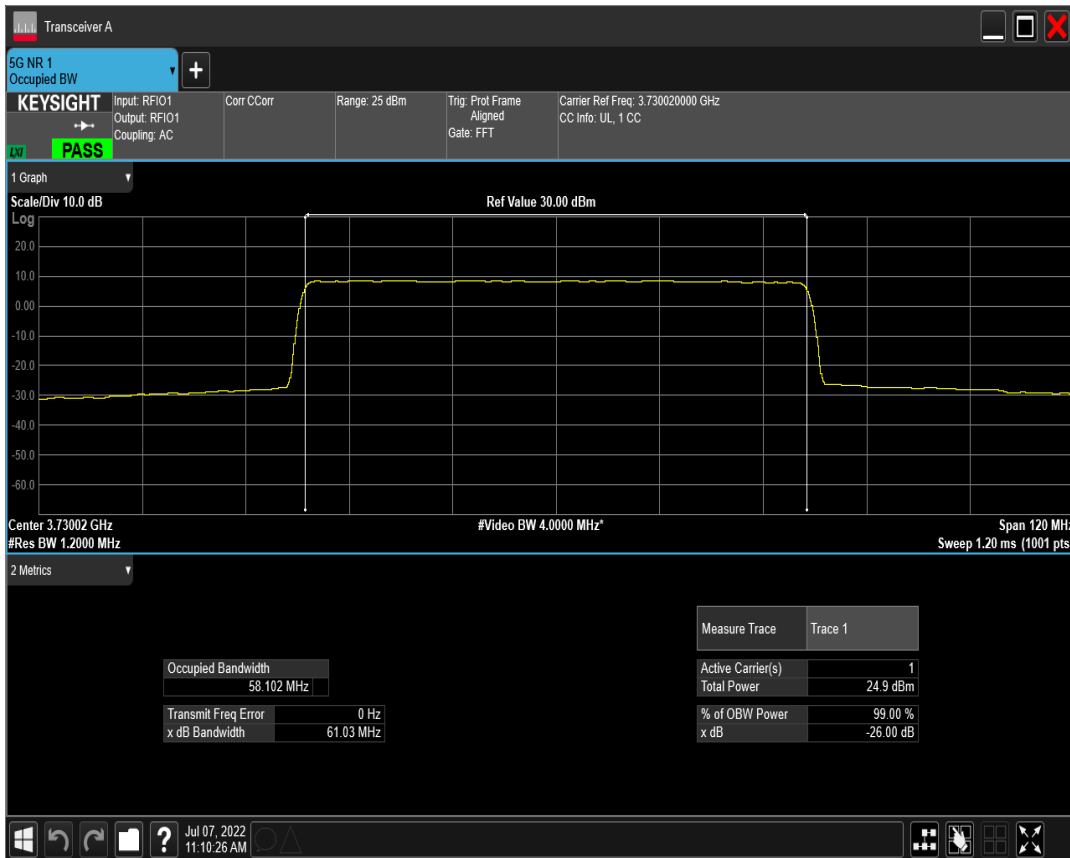 Transceiver A
5G NR 1
Occupied BW
+
KEYSIGHT
LXI
PASS
Input: RFIO1
Output: RFIO1
Coupling: AC
Corr CCorr
Range: 25 dBm
Trig: Prot Frame
Aligned
Gate: FFT
Carrier Ref Freq: 3.730020000 GHz
CC Info: UL, 1 CC
1 Graph
Scale/Div 10.0 dB
Ref Value 30.00 dBm
Log
20.0
10.0
0.00
-10.0
-20.0
-30.0
-40.0
-50.0
-60.0
Center 3.73002 GHz
#Video BW 4.0000 MHz*
Span 120 MHz
#Res BW 1.2000 MHz
Sweep 1.20 ms (1001 pts
2 Metrics
Measure Trace Trace 1
Occupied Bandwidth
58.102 MHz
Active Carrier(s) 1
Total Power 24.9 dBm
Transmit Freq Error 0 Hz
x dB Bandwidth 61.03 MHz
% of OBW Power 99.00 %
x dB -26.00 dB
?
Jul 07, 2022
11:10:26 AM